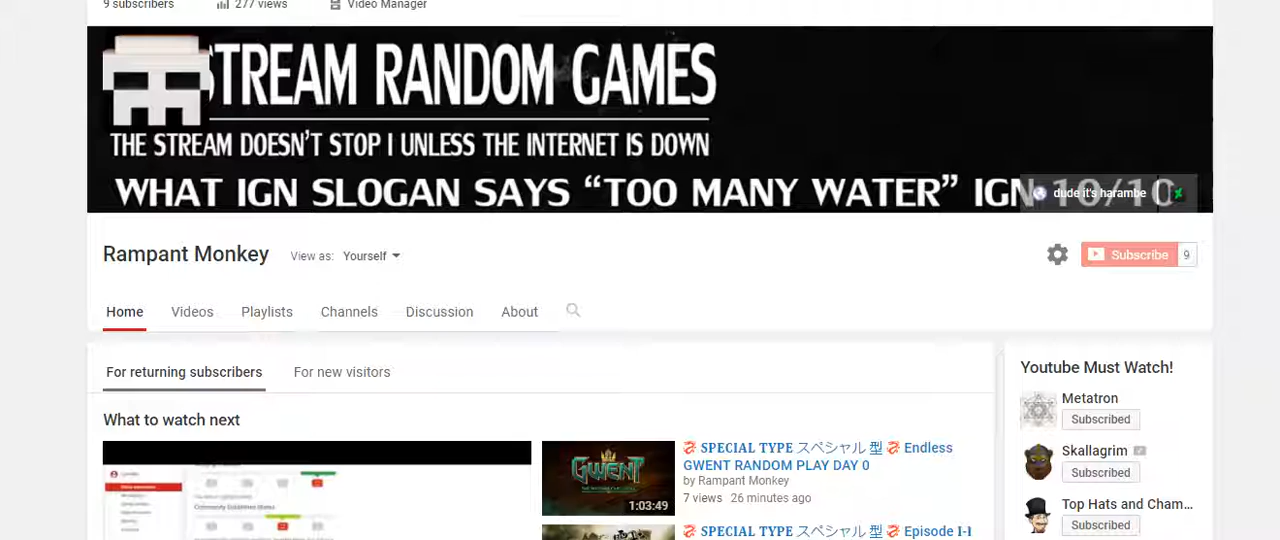 9 subscribers 277 views Video Manager
STREAM RANDOM GAMES
THE STREAM DOESN'T STOP I UNLESS THE INTERNET IS DOWN
WHAT IGN SLOGAN SAYS “TOO MANY WATER” IGN 10/10
dude it's harambe
Rampant Monkey View as: Yourself Subscribe 9
Home Videos Playlists Channels Discussion About
For returning subscribers For new visitors
What to watch next
GWENT
1:03:49
SPECIAL TYPE スペシャル 型 Endless
GWENT RANDOM PLAY DAY 0
by Rampant Monkey
7 views 26 minutes ago
SPECIAL TYPE スペシャル 型 Episode I-I
Youtube Must Watch!
Metatron
Subscribed
Skallagrim
Subscribed
Top Hats and Cham...
Subscribed